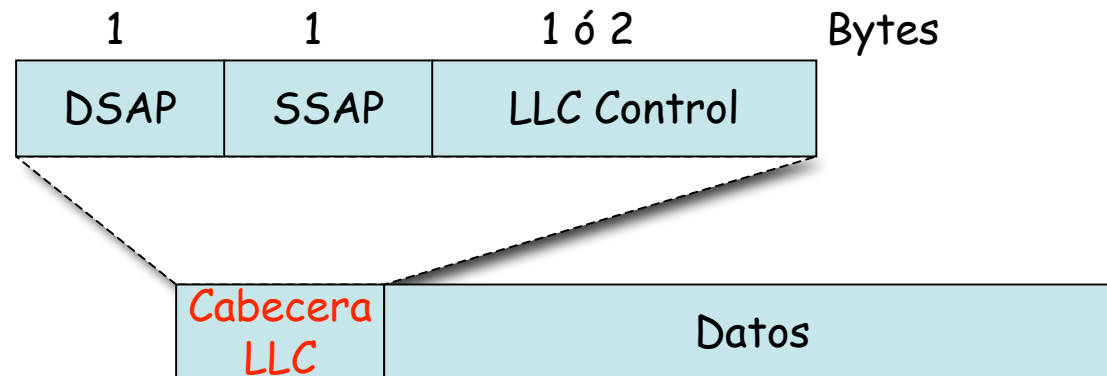 1 1 1 ó 2 Bytes
DSAP SSAP LLC Control
Cabecera
LLC
Datos